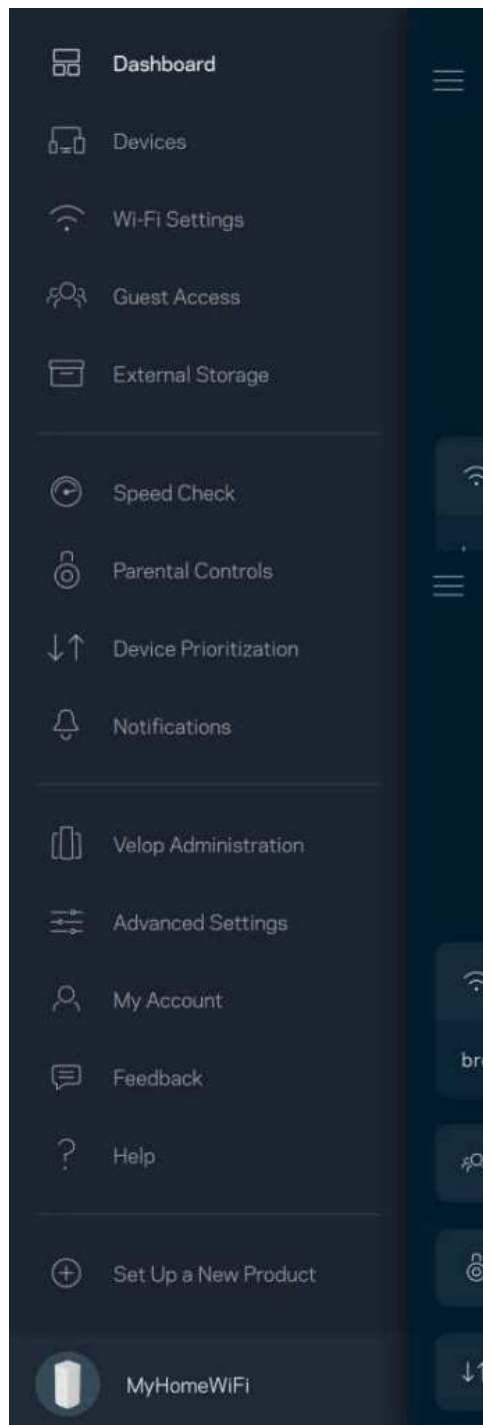 Dashboard
Devices
Wi-Fi Settings
Guest Access
External Storage
Speed Check
Parental Controls
Device Prioritization
Notifications
Velop Administration
Advanced Settings
My Account
Feedback
Help
Set Up a New Product
MyHomeWiFi